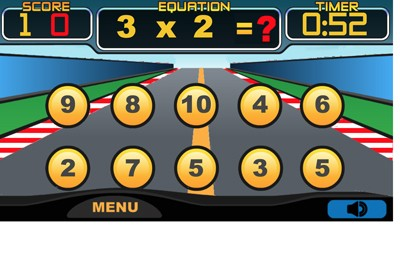 SCORE EQUATION TIMER
1 0 3 x 2 =? 0:52
9 8 10 4 6
2 7 5 3 5
MENU